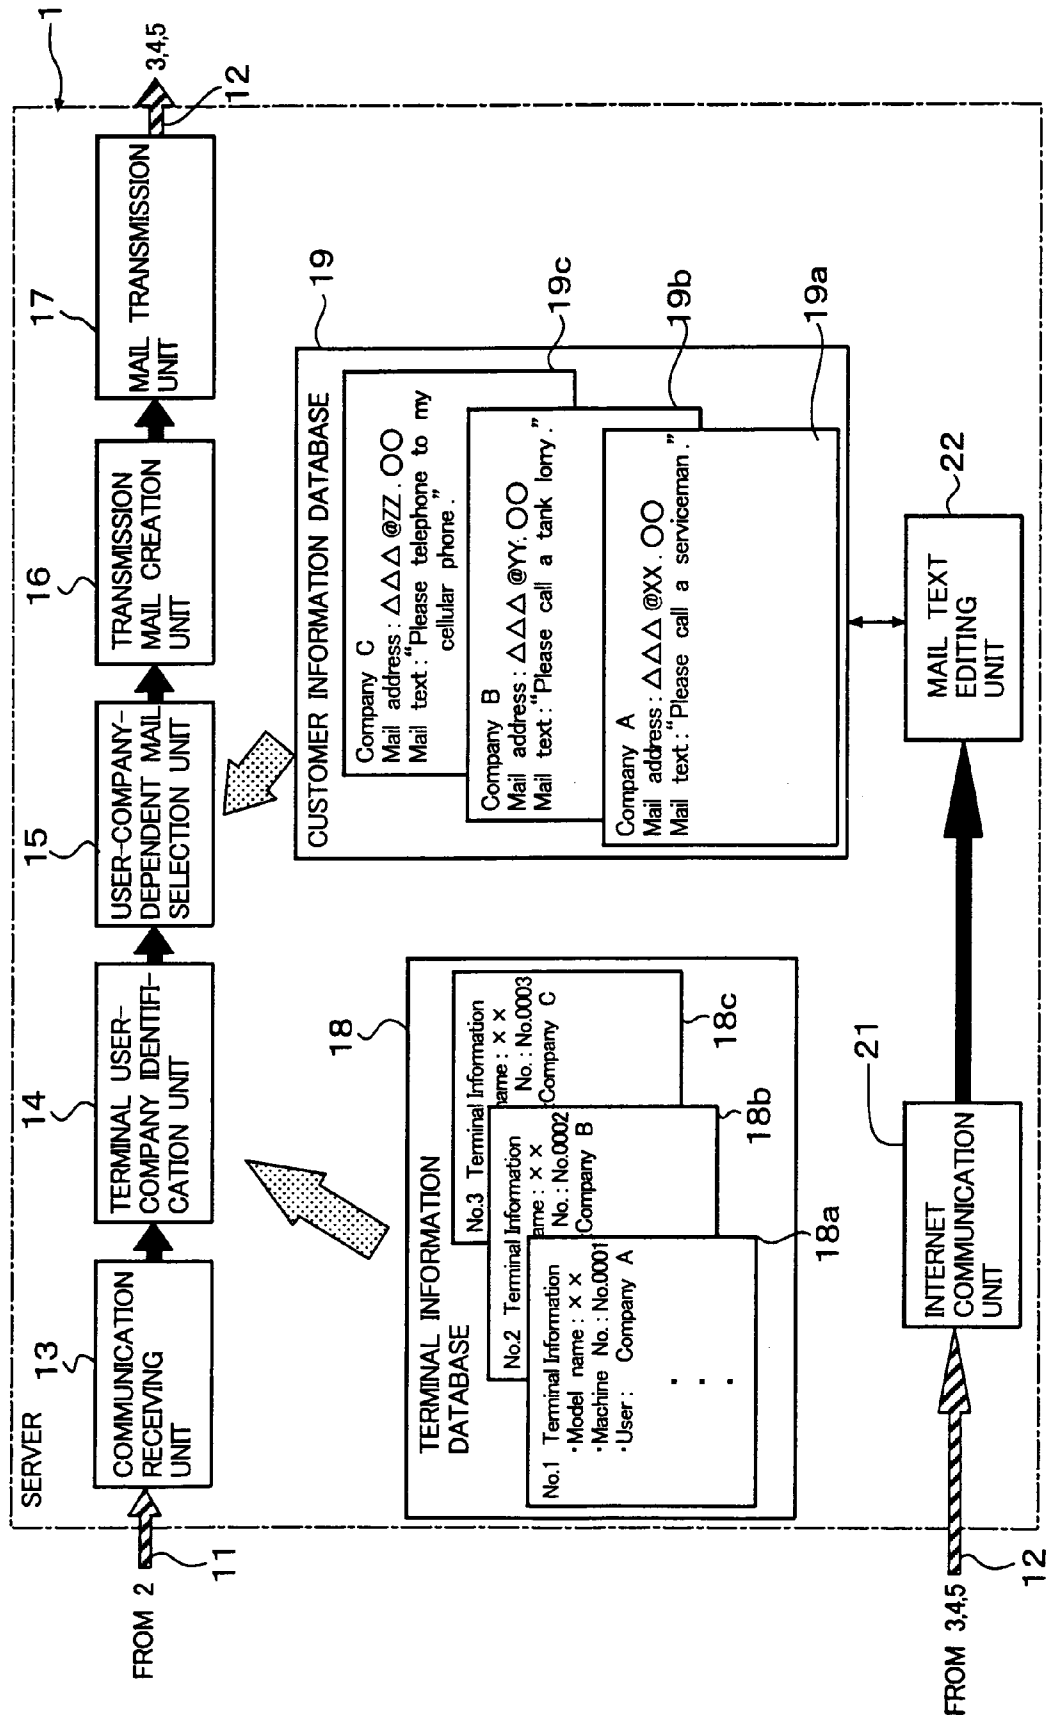 SERVER
1
FROM 2
11
13
COMMUNICATION
RECEIVING
UNIT
14
TERMINAL USER-
COMPANY IDENTIFI-
CATION UNIT
15
USER-COMPANY-
DEPENDENT MAIL
SELECTION UNIT
16
TRANSMISSION
MAIL CREATION
UNIT
17
MAIL TRANSMISSION
UNIT
12
3,4,5
TERMINAL INFORMATION
DATABASE
18
No.3 Terminal Information
name : × ×
No. : No.0003
:Company C
18c
No.2 Terminal Information
ame : × ×
No. : No.0002
:Company B
18b
No.1 Terminal Information
・Model name : × ×
・Machine No. : No.0001
・User : Company A
・・・
18a
CUSTOMER INFORMATION DATABASE
19
Company C
Mail address : △△△@ZZ.○○
Mail text : “Please telephone to my
cellular phone.”
19c
Company B
Mail address : △△△@YY.○○
Mail text : “Please call a tank lorry.”
19b
Company A
Mail address : △△△@XX.○○
Mail text : “Please call a serviceman.”
19a
FROM 3,4,5
12
21
INTERNET
COMMUNICATION
UNIT
22
MAIL TEXT
EDITING
UNIT